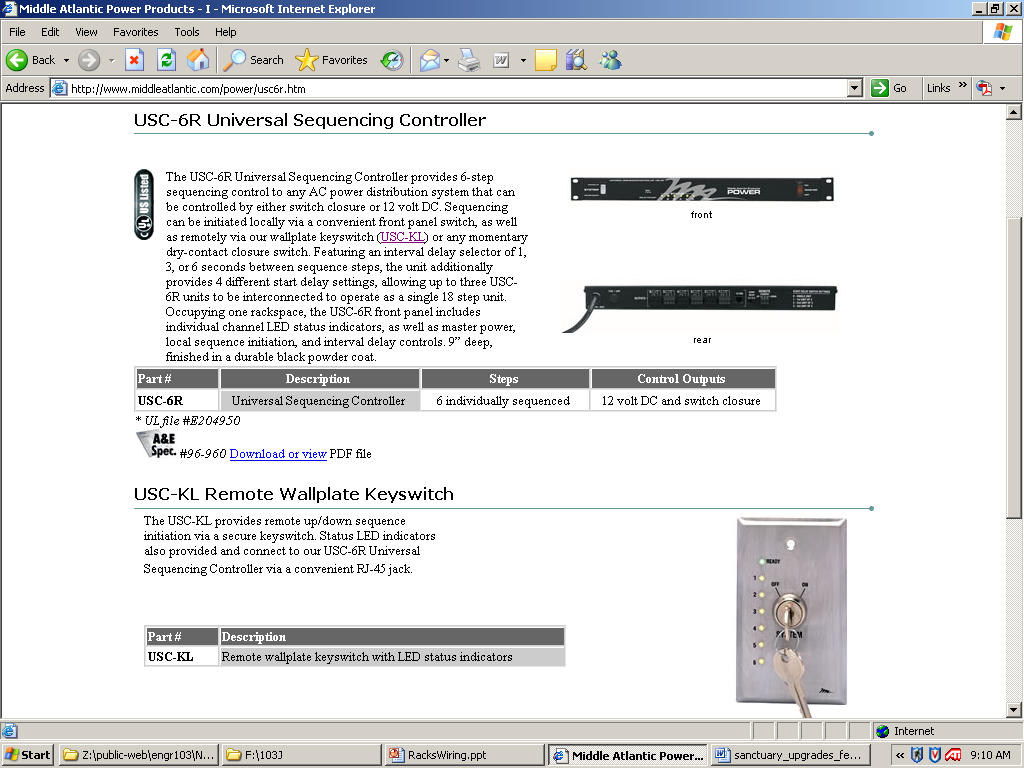 Middle Atlantic Power Products - I - Microsoft Internet Explorer
File Edit View Favorites Tools Help
Back Search Favorites
Address http://www.middleatlantic.com/power/usc6r.htm Go Links »
USC-6R Universal Sequencing Controller
UL US Listed
The USC-6R Universal Sequencing Controller provides 6-step
sequencing control to any AC power distribution system that can
be controlled by either switch closure or 12 volt DC. Sequencing
can be initiated locally via a convenient front panel switch, as well
as remotely via our wallplate keyswitch (USC-KL) or any momentary
dry-contact closure switch. Featuring an interval delay selector of 1,
3, or 6 seconds between sequence steps, the unit additionally
provides 4 different start delay settings, allowing up to three USC-
6R units to be interconnected to operate as a single 18 step unit.
Occupying one rackspace, the USC-6R front panel includes
individual channel LED status indicators, as well as master power,
local sequence initiation, and interval delay controls. 9” deep,
finished in a durable black powder coat.
POWER
front
rear
Part # Description Steps Control Outputs
USC-6R Universal Sequencing Controller 6 individually sequenced 12 volt DC and switch closure
* UL file #E204950
A&E
Spec. #96-960 Download or view PDF file
USC-KL Remote Wallplate Keyswitch
The USC-KL provides remote up/down sequence
initiation via a secure keyswitch. Status LED indicators
also provided and connect to our USC-6R Universal
Sequencing Controller via a convenient RJ-45 jack.
READY
1
2
3
4
5
6
OFF ON
Part # Description
USC-KL Remote wallplate keyswitch with LED status indicators
Internet
Start Z:\public-web\engr103\N... F:\103J RacksWiring.ppt Middle Atlantic Power... sanctuary_upgrades_fe... « 9:10 AM